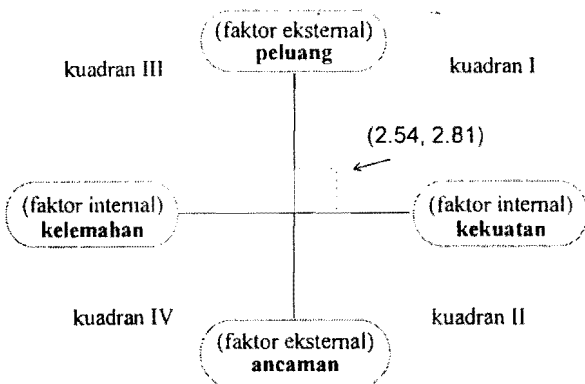 (faktor eksternal)
peluang
kuadran III
kuadran I
(2.54, 2.81)
(faktor internal)
kelemahan
(faktor internal)
kekuatan
kuadran IV
kuadran II
(faktor eksternal)
ancaman